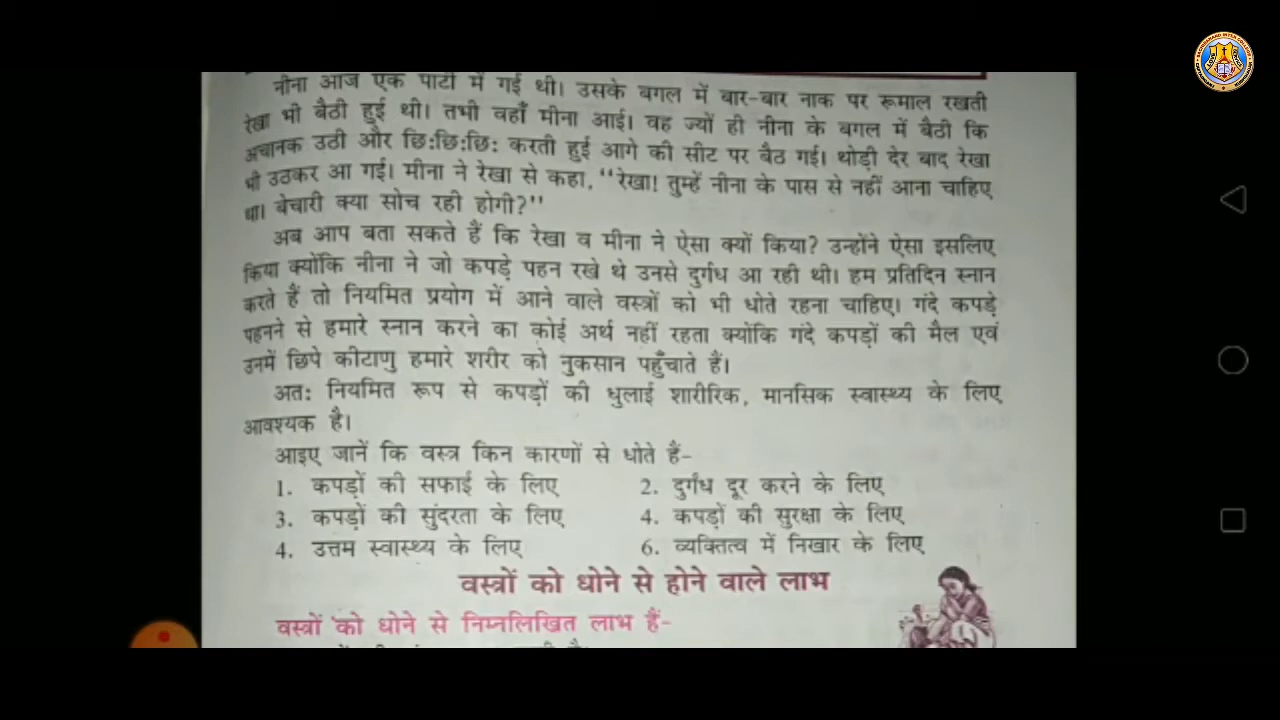 नीना आज एक पार्टी में गई थी। उसके बगल में बार-बार नाक पर रूमाल रखती
रेखा भी बैठी हुई थी। तभी वहाँ मीना आई। वह ज्यों ही नीना के बगल में बैठी कि
अचानक उठी और छि:छि:छि: करती हुई आगे की सीट पर बैठ गई। थोड़ी देर बाद रेखा
भी उठकर आ गई। मीना ने रेखा से कहा, "रेखा! तुम्हें नीना के पास से नहीं आना चाहिए
था। बेचारी क्या सोच रही होगी?"
अब आप बता सकते हैं कि रेखा व मीना ने ऐसा क्यों किया? उन्होंने ऐसा इसलिए
किया क्योंकि नीना ने जो कपड़े पहन रखे थे उनसे दुर्गंध आ रही थी। हम प्रतिदिन स्नान
करते हैं तो नियमित प्रयोग में आने वाले वस्त्रों को भी धोते रहना चाहिए। गंदे कपड़े
पहनने से हमारे स्नान करने का कोई अर्थ नहीं रहता क्योंकि गंदे कपड़ों की मैल एवं
उनमें छिपे कीटाणु हमारे शरीर को नुकसान पहुँचाते हैं।
अत: नियमित रूप से कपड़ों की धुलाई शारीरिक, मानसिक स्वास्थ्य के लिए
आवश्यक है।
आइए जानें कि वस्त्र किन कारणों से धोते हैं-
1. कपड़ों की सफाई के लिए 2. दुर्गंध दूर करने के लिए
3. कपड़ों की सुंदरता के लिए 4. कपड़ों की सुरक्षा के लिए
4. उत्तम स्वास्थ्य के लिए 6. व्यक्तित्व में निखार के लिए
वस्त्रों को धोने से होने वाले लाभ
वस्त्रों को धोने से निम्नलिखित लाभ हैं-